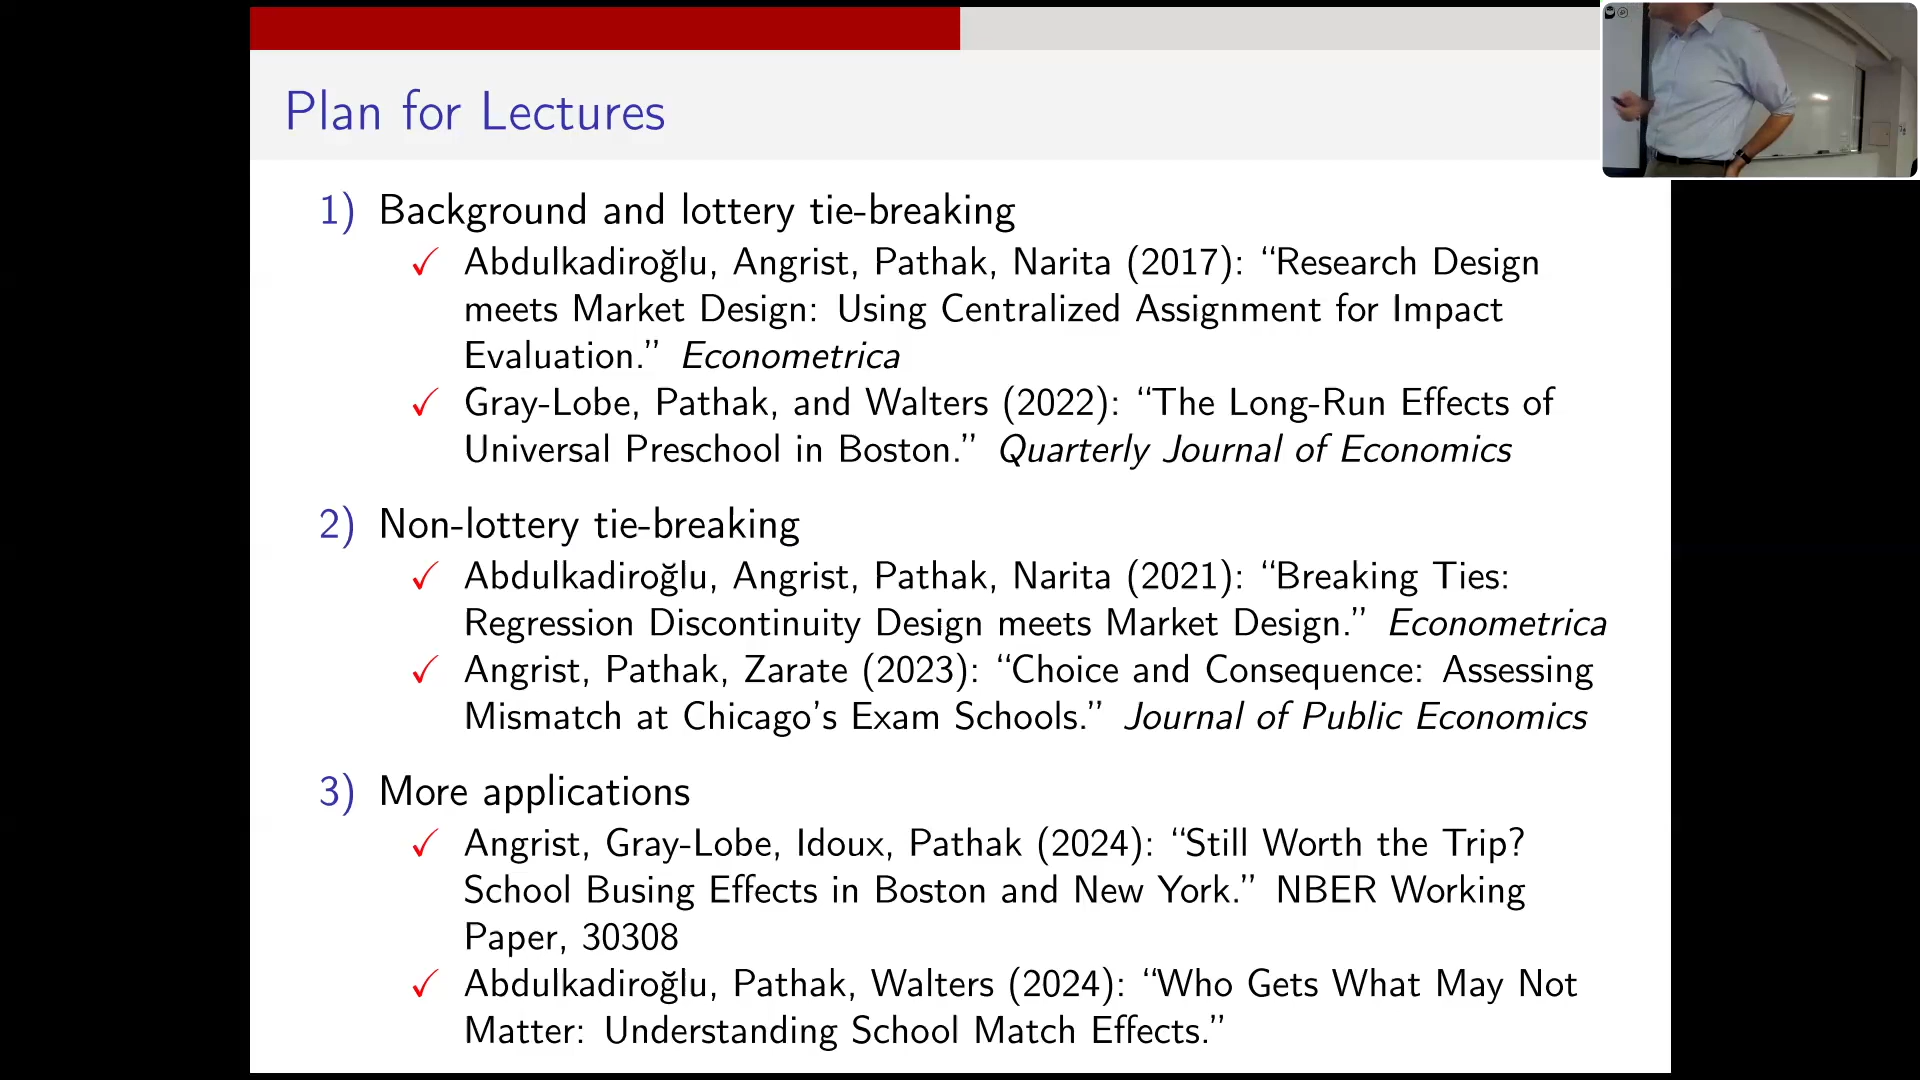 Plan for Lectures
1) Background and lottery tie-breaking
✓ Abdulkadiroğlu, Angrist, Pathak, Narita (2017): “Research Design
meets Market Design: Using Centralized Assignment for Impact
Evaluation.” Econometrica
✓ Gray-Lobe, Pathak, and Walters (2022): “The Long-Run Effects of
Universal Preschool in Boston.” Quarterly Journal of Economics
2) Non-lottery tie-breaking
✓ Abdulkadiroğlu, Angrist, Pathak, Narita (2021): “Breaking Ties:
Regression Discontinuity Design meets Market Design.” Econometrica
✓ Angrist, Pathak, Zarate (2023): “Choice and Consequence: Assessing
Mismatch at Chicago’s Exam Schools.” Journal of Public Economics
3) More applications
✓ Angrist, Gray-Lobe, Idoux, Pathak (2024): “Still Worth the Trip?
School Busing Effects in Boston and New York.” NBER Working
Paper, 30308
✓ Abdulkadiroğlu, Pathak, Walters (2024): “Who Gets What May Not
Matter: Understanding School Match Effects.”